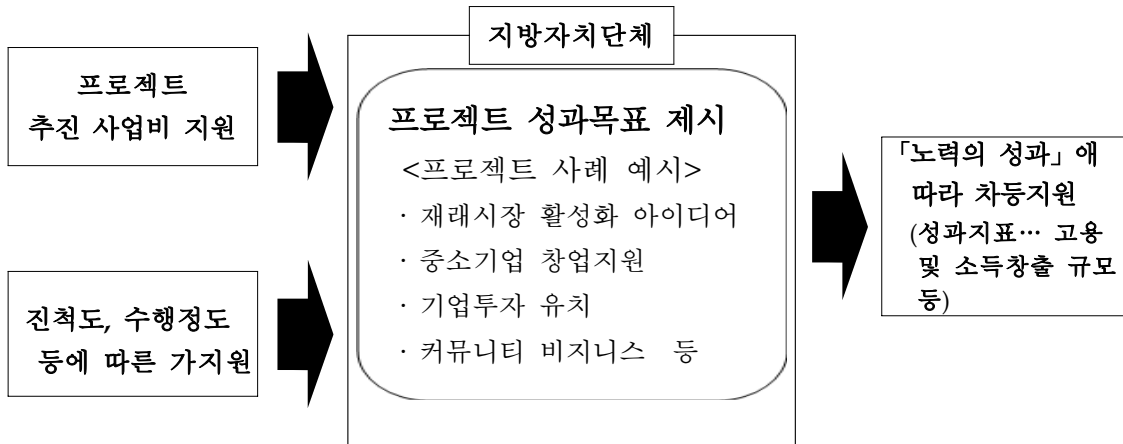 지방자치단체
프로젝트
추진 사업비 지원
진척도, 수행정도
등에 따른 가지원
프로젝트 성과목표 제시
<프로젝트 사례 예시>
· 재래시장 활성화 아이디어
· 중소기업 창업지원
· 기업투자 유치
· 커뮤니티 비지니스 등
「노력의 성과」애
따라 차등지원
(성과지표… 고용
및 소득창출 규모
등)